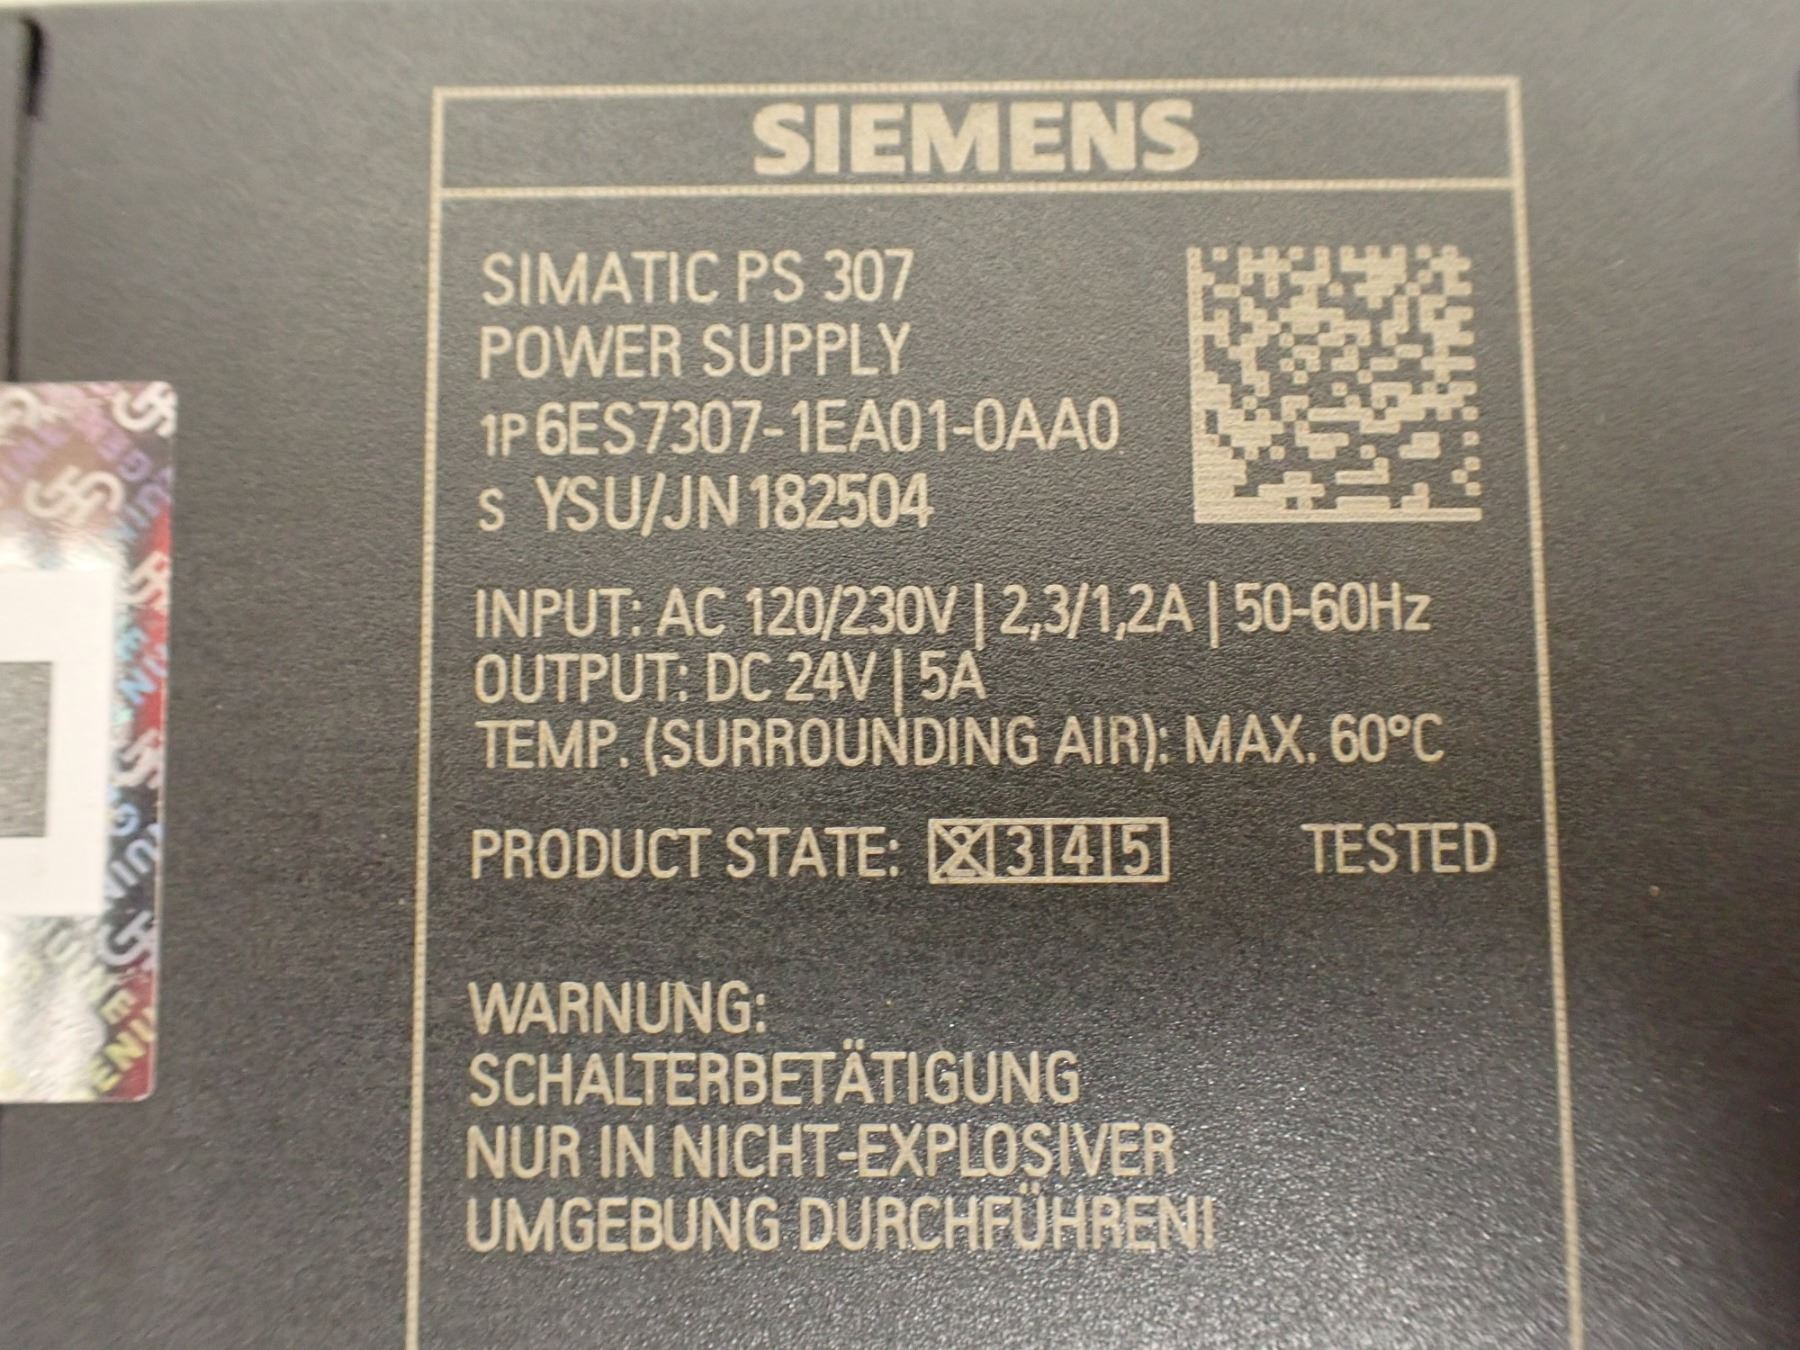 SIEMENS
SIMATIC PS 307
POWER SUPPLY
1P 6ES7307-1EA01-0AA0
S YSU/JN182504
INPUT: AC 120/230V | 2,3/1,2A | 50-60Hz
OUTPUT: DC 24V | 5A
TEMP. (SURROUNDING AIR): MAX. 60°C
PRODUCT STATE: 2 3 4 5 TESTED
WARNUNG:
SCHALTERBETÄTIGUNG
NUR IN NICHT-EXPLOSIVER
UMGEBUNG DURCHFÜHREN!